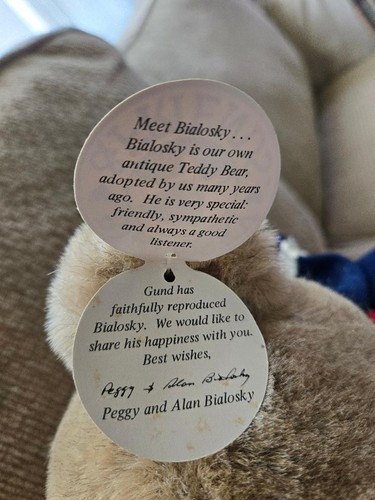 Meet Bialosky...
Bialosky is our own
antique Teddy Bear,
adopted by us many years
ago. He is very special:
friendly, sympathetic
and always a good
listener.
Gund has
faithfully reproduced
Bialosky. We would like to
share his happiness with you.
Best wishes,
Peggy & Alan Bialosky
Peggy and Alan Bialosky